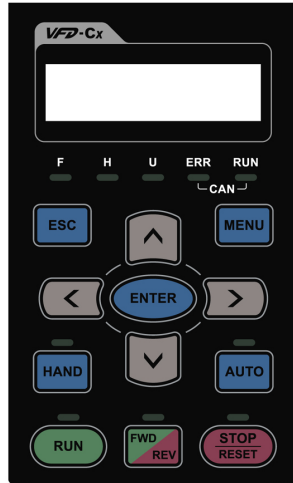 VFD-Cx
F H U ERR RUN
CAN
ESC MENU
ENTER
HAND AUTO
RUN FWD REV STOP RESET